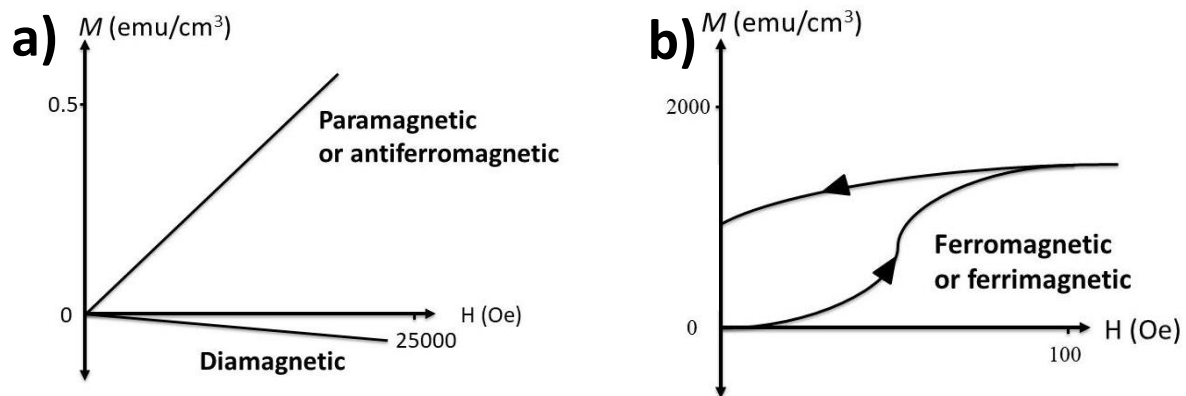 a)
M (emu/cm³)
0.5
Paramagnetic
or antiferromagnetic
0
H (Oe)
25000
Diamagnetic
b)
M (emu/cm³)
2000
Ferromagnetic
or ferrimagnetic
0
H (Oe)
100